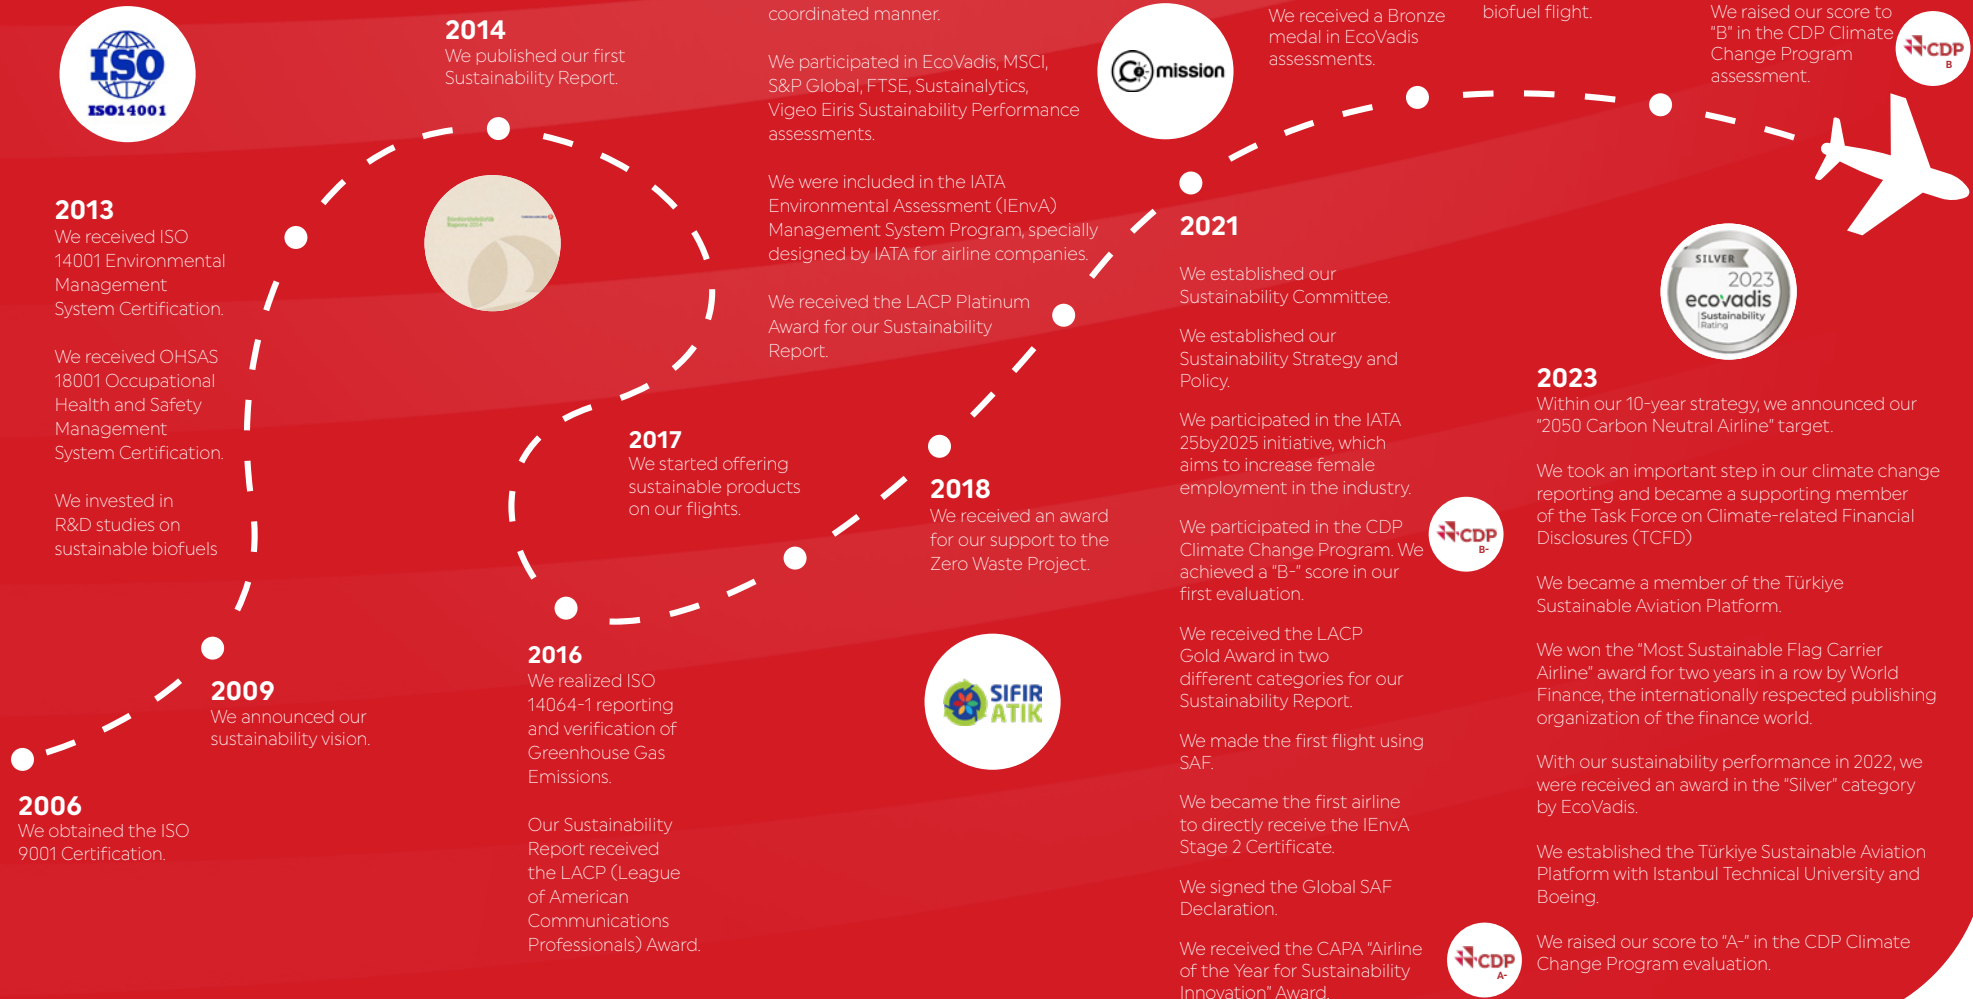 ISO
ISO14001
2013
We received ISO
14001 Environmental
Management
System Certification.
We received OHSAS
18001 Occupational
Health and Safety
Management
System Certification.
We invested in
R&D studies on
sustainable biofuels
2006
We obtained the ISO
9001 Certification.
2009
We announced our
sustainability vision.
2014
We published our first
Sustainability Report.
2016
We realized ISO
14064-1 reporting
and verification of
Greenhouse Gas
Emissions.
Our Sustainability
Report received
the LACP (League
of American
Communications
Professionals) Award.
2017
We started offering
sustainable products
on our flights.
coordinated manner.
We participated in EcoVadis, MSCI,
S&P Global, FTSE, Sustainalytics,
Vigeo Eiris Sustainability Performance
assessments.
We were included in the IATA
Environmental Assessment (IEnvA)
Management System Program, specially
designed by IATA for airline companies.
We received the LACP Platinum
Award for our Sustainability
Report.
2018
We received an award
for our support to the
Zero Waste Project.
SIFIR
ATIK
Co mission
2021
We established our
Sustainability Committee.
We established our
Sustainability Strategy and
Policy.
We participated in the IATA
25by2025 initiative, which
aims to increase female
employment in the industry.
We participated in the CDP
Climate Change Program. We
achieved a "B-" score in our
first evaluation.
CDP
B-
We received the LACP
Gold Award in two
different categories for our
Sustainability Report.
We made the first flight using
SAF.
We became the first airline
to directly receive the IEnvA
Stage 2 Certificate.
We signed the Global SAF
Declaration.
We received the CAPA "Airline
of the Year for Sustainability
Innovation" Award.
We received a Bronze
medal in EcoVadis
assessments.
biofuel flight.
We raised our score to
"B" in the CDP Climate
Change Program
assessment.
CDP
B
SILVER
2023
ecovadis
Sustainability
Rating
2023
Within our 10-year strategy, we announced our
"2050 Carbon Neutral Airline" target.
We took an important step in our climate change
reporting and became a supporting member
of the Task Force on Climate-related Financial
Disclosures (TCFD)
We became a member of the Türkiye
Sustainable Aviation Platform.
We won the "Most Sustainable Flag Carrier
Airline" award for two years in a row by World
Finance, the internationally respected publishing
organization of the finance world.
With our sustainability performance in 2022, we
were received an award in the "Silver" category
by EcoVadis.
We established the Türkiye Sustainable Aviation
Platform with Istanbul Technical University and
Boeing.
We raised our score to "A-" in the CDP Climate
Change Program evaluation.
CDP
A-